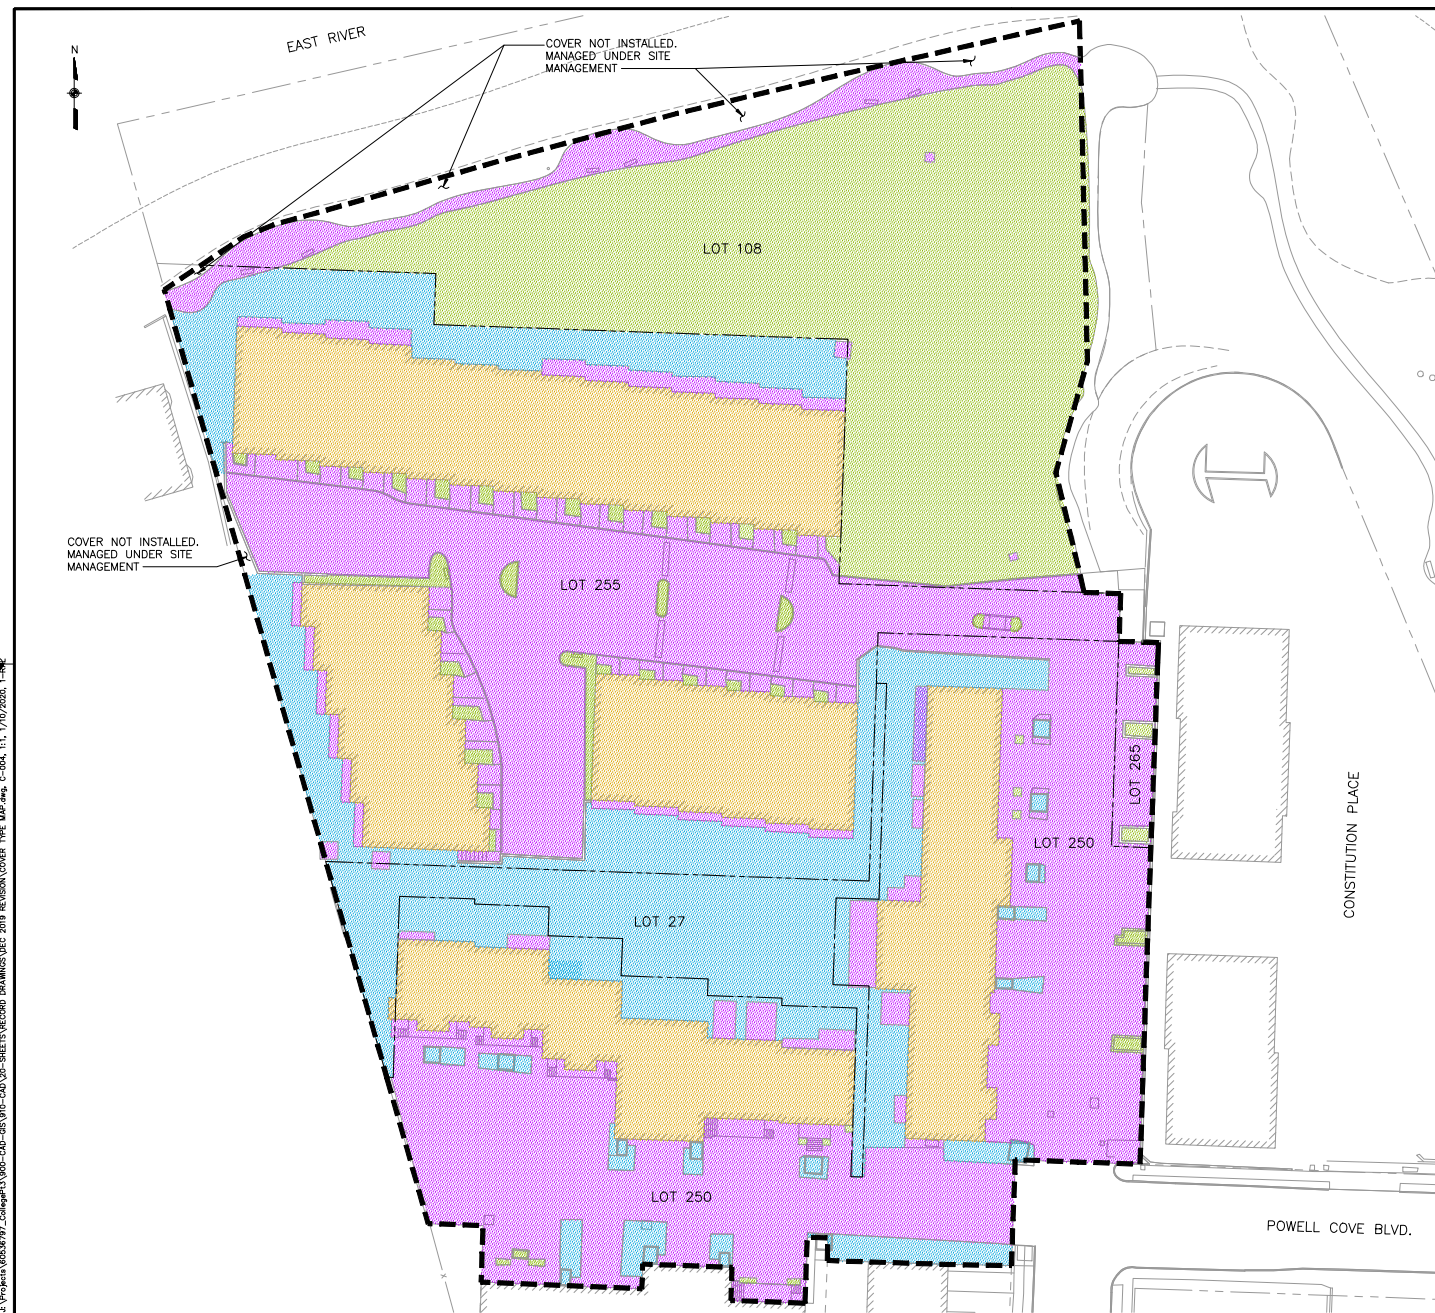 EAST RIVER
N
COVER NOT INSTALLED.
MANAGED UNDER SITE
MANAGEMENT
LOT 108
COVER NOT INSTALLED.
MANAGED UNDER SITE
MANAGEMENT
LOT 255
LOT 265
LOT 250
CONSTITUTION PLACE
LOT 27
LOT 250
POWELL COVE BLVD.